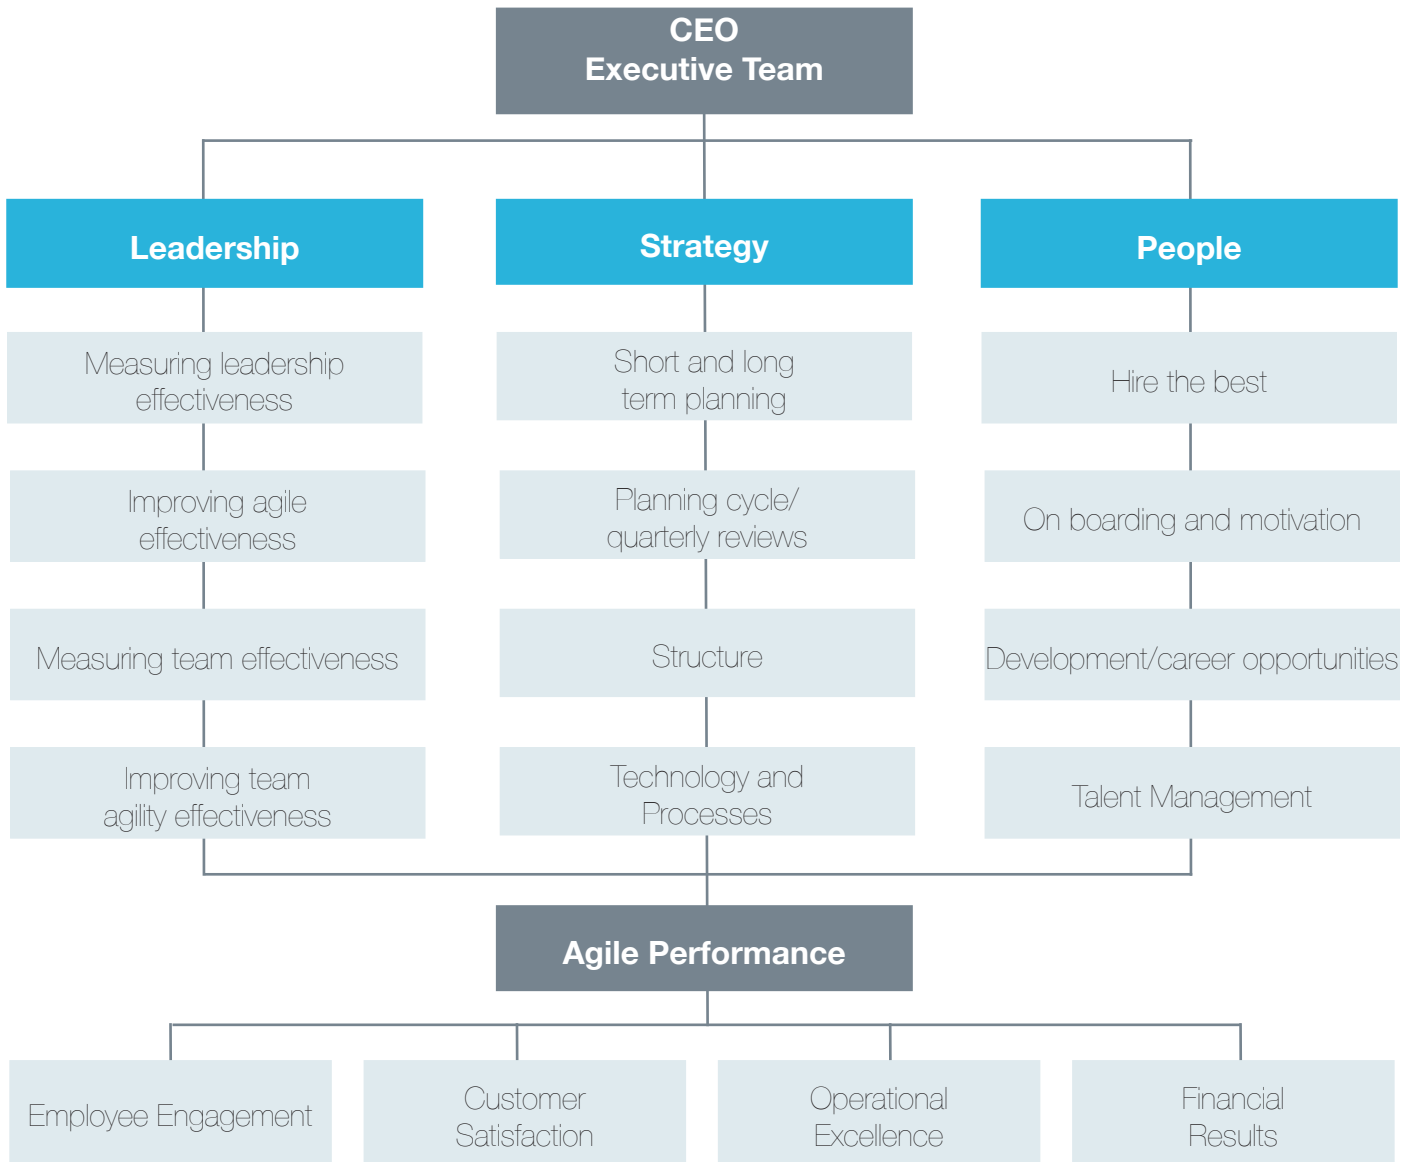 CEO
Executive Team
Leadership
Strategy
People
Measuring leadership
effectiveness
Short and long
term planning
Hire the best
Improving agile
effectiveness
Planning cycle/
quarterly reviews
On boarding and motivation
Measuring team effectiveness
Structure
Development/career opportunities
Improving team
agility effectiveness
Technology and
Processes
Talent Management
Agile Performance
Employee Engagement
Customer
Satisfaction
Operational
Excellence
Financial
Results